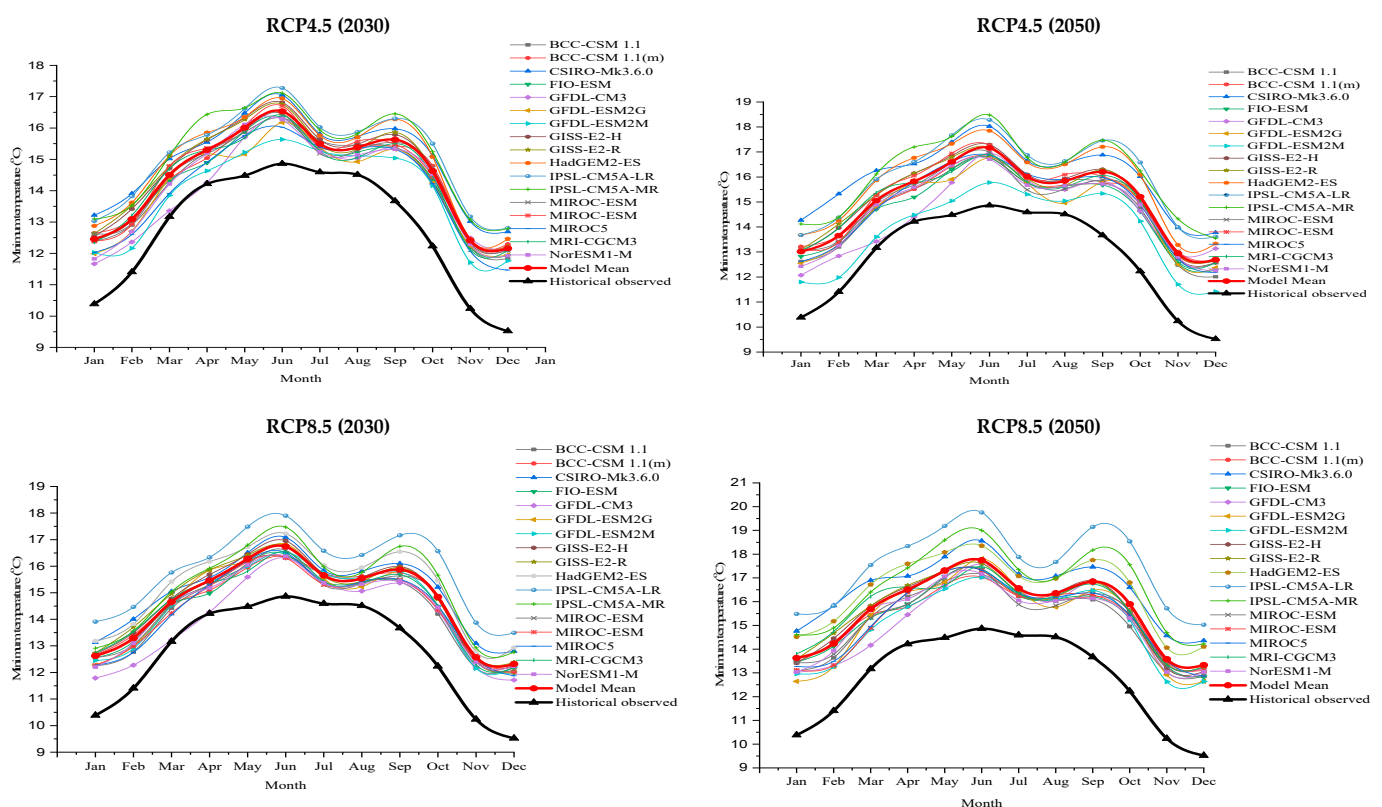 RCP4.5 (2030)
18
17
16
15
14
13
12
11
10
9
Minimum temperature (°C)
Jan Feb Mar Apr May Jun Jul Aug Sep Oct Nov Dec Jan
Month
BCC-CSM 1.1
BCC-CSM 1.1(m)
CSIRO-Mk3.6.0
FIO-ESM
GFDL-CM3
GFDL-ESM2G
GFDL-ESM2M
GISS-E2-H
GISS-E2-R
HadGEM2-ES
IPSL-CM5A-LR
IPSL-CM5A-MR
MIROC-ESM
MIROC-ESM
MIROC5
MRI-CGCM3
NorESM1-M
Model Mean
Historical observed
RCP4.5 (2050)
19
18
17
16
15
14
13
12
11
10
9
Minimum temperature (°C)
Jan Feb Mar Apr May Jun Jul Aug Sep Oct Nov Dec
Month
BCC-CSM 1.1
BCC-CSM 1.1(m)
CSIRO-Mk3.6.0
FIO-ESM
GFDL-CM3
GFDL-ESM2G
GFDL-ESM2M
GISS-E2-H
GISS-E2-R
HadGEM2-ES
IPSL-CM5A-LR
IPSL-CM5A-MR
MIROC-ESM
MIROC-ESM
MIROC5
MRI-CGCM3
NorESM1-M
Model Mean
Historical observed
RCP8.5 (2030)
19
18
17
16
15
14
13
12
11
10
9
Minimum temperature (°C)
Jan Feb Mar Apr May Jun Jul Aug Sep Oct Nov Dec
Month
BCC-CSM 1.1
BCC-CSM 1.1(m)
CSIRO-Mk3.6.0
FIO-ESM
GFDL-CM3
GFDL-ESM2G
GFDL-ESM2M
GISS-E2-H
GISS-E2-R
HadGEM2-ES
IPSL-CM5A-LR
IPSL-CM5A-MR
MIROC-ESM
MIROC-ESM
MIROC5
MRI-CGCM3
NorESM1-M
Model Mean
Historical observed
RCP8.5 (2050)
21
20
19
18
17
16
15
14
13
12
11
10
9
Minimum temperature (°C)
Jan Feb Mar Apr May Jun Jul Aug Sep Oct Nov Dec
Month
BCC-CSM 1.1
BCC-CSM 1.1(m)
CSIRO-Mk3.6.0
FIO-ESM
GFDL-CM3
GFDL-ESM2G
GFDL-ESM2M
GISS-E2-H
GISS-E2-R
HadGEM2-ES
IPSL-CM5A-LR
IPSL-CM5A-MR
MIROC-ESM
MIROC-ESM
MIROC5
MRI-CGCM3
NorESM1-M
Model Mean
Historical observed